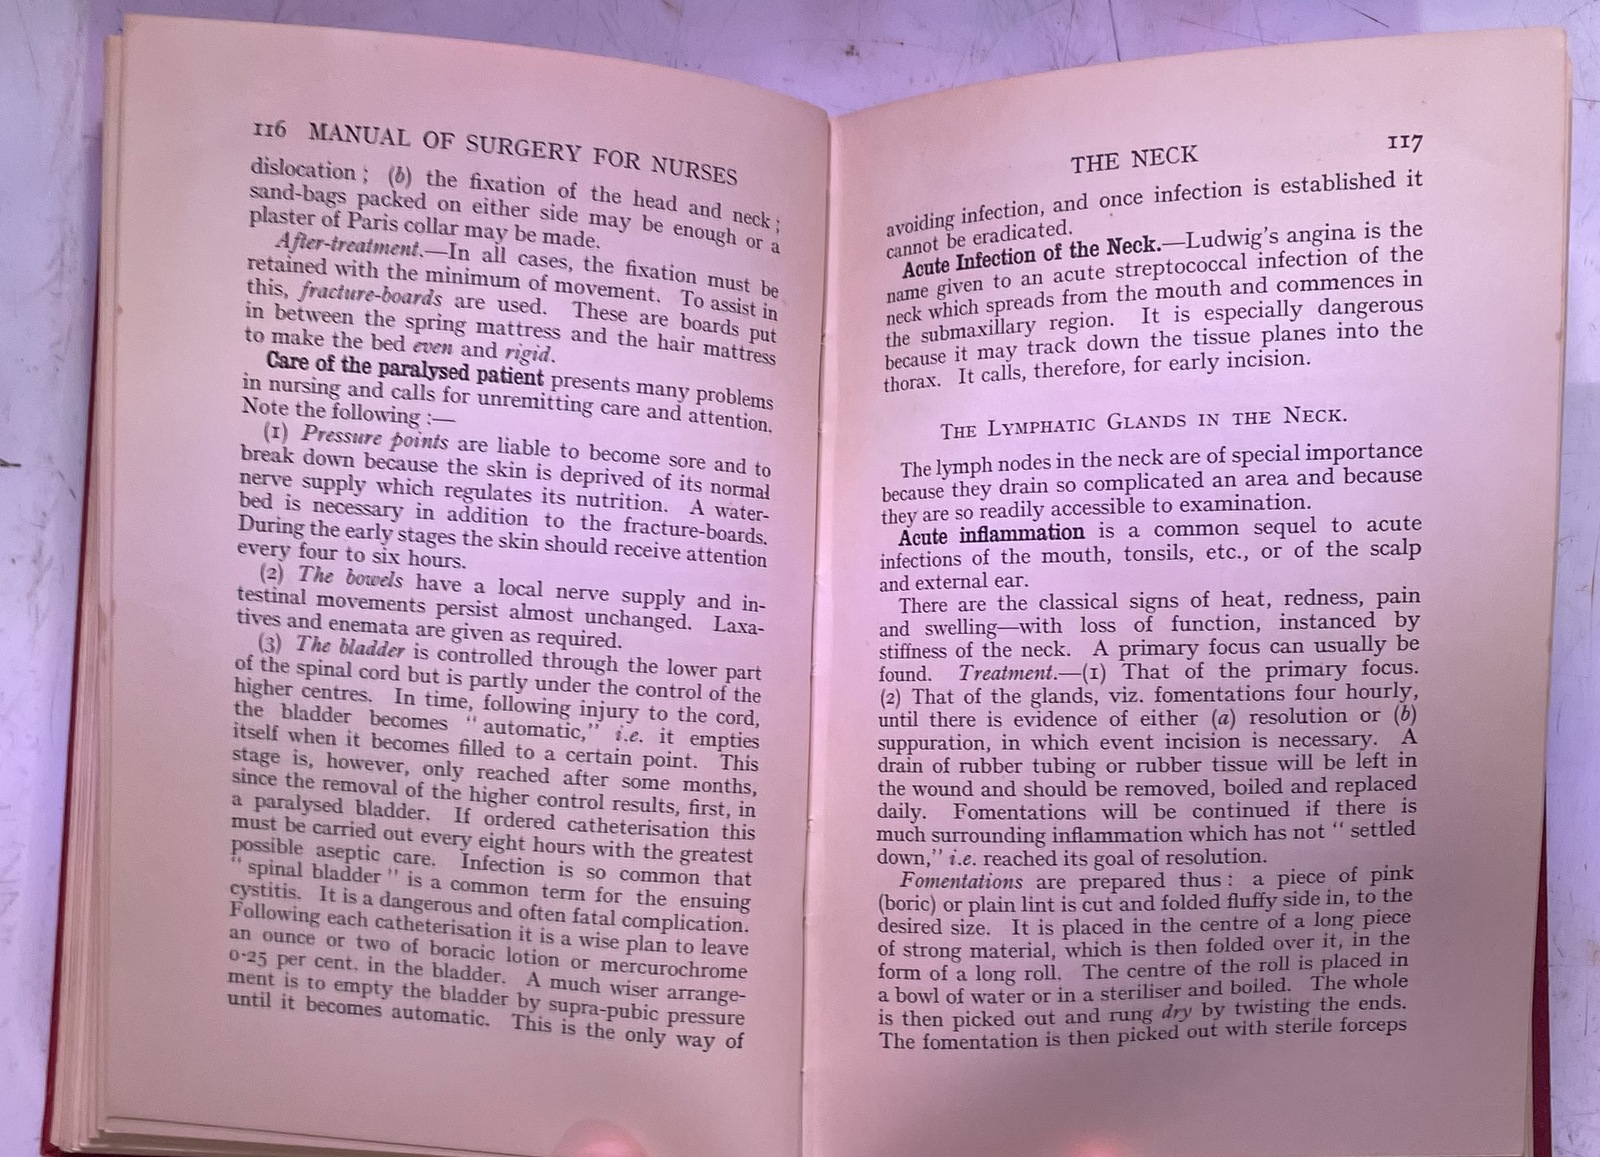 116 MANUAL OF SURGERY FOR NURSES
dislocation ; (b) the fixation of the head and neck ;
sand-bags packed on either side may be enough or a
plaster of Paris collar may be made.
After-treatment.—In all cases, the fixation must be
retained with the minimum of movement. To assist in
this, fracture-boards are used. These are boards put
in between the spring mattress and the hair mattress
to make the bed even and rigid.
Care of the paralysed patient presents many problems
in nursing and calls for unremitting care and attention.
Note the following :—
(1) Pressure points are liable to become sore and to
break down because the skin is deprived of its normal
nerve supply which regulates its nutrition. A water-
bed is necessary in addition to the fracture-boards.
During the early stages the skin should receive attention
every four to six hours.
(2) The bowels have a local nerve supply and in-
testinal movements persist almost unchanged. Laxa-
tives and enemata are given as required.
(3) The bladder is controlled through the lower part
of the spinal cord but is partly under the control of the
higher centres. In time, following injury to the cord,
the bladder becomes “ automatic,” i.e. it empties
itself when it becomes filled to a certain point. This
stage is, however, only reached after some months,
since the removal of the higher control results, first, in
a paralysed bladder. If ordered catheterisation this
must be carried out every eight hours with the greatest
possible aseptic care. Infection is so common that
“ spinal bladder ” is a common term for the ensuing
cystitis. It is a dangerous and often fatal complication.
Following each catheterisation it is a wise plan to leave
an ounce or two of boracic lotion or mercurochrome
0·25 per cent. in the bladder. A much wiser arrange-
ment is to empty the bladder by supra-pubic pressure
until it becomes automatic. This is the only way of
THE NECK 117
avoiding infection, and once infection is established it
cannot be eradicated.
Acute Infection of the Neck.—Ludwig’s angina is the
name given to an acute streptococcal infection of the
neck which spreads from the mouth and commences in
the submaxillary region. It is especially dangerous
because it may track down the tissue planes into the
thorax. It calls, therefore, for early incision.
THE LYMPHATIC GLANDS IN THE NECK.
The lymph nodes in the neck are of special importance
because they drain so complicated an area and because
they are so readily accessible to examination.
Acute inflammation is a common sequel to acute
infections of the mouth, tonsils, etc., or of the scalp
and external ear.
There are the classical signs of heat, redness, pain
and swelling—with loss of function, instanced by
stiffness of the neck. A primary focus can usually be
found. Treatment.—(1) That of the primary focus.
(2) That of the glands, viz. fomentations four hourly,
until there is evidence of either (a) resolution or (b)
suppuration, in which event incision is necessary. A
drain of rubber tubing or rubber tissue will be left in
the wound and should be removed, boiled and replaced
daily. Fomentations will be continued if there is
much surrounding inflammation which has not “ settled
down,” i.e. reached its goal of resolution.
Fomentations are prepared thus : a piece of pink
(boric) or plain lint is cut and folded fluffy side in, to the
desired size. It is placed in the centre of a long piece
of strong material, which is then folded over it, in the
form of a long roll. The centre of the roll is placed in
a bowl of water or in a steriliser and boiled. The whole
is then picked out and rung dry by twisting the ends.
The fomentation is then picked out with sterile forceps